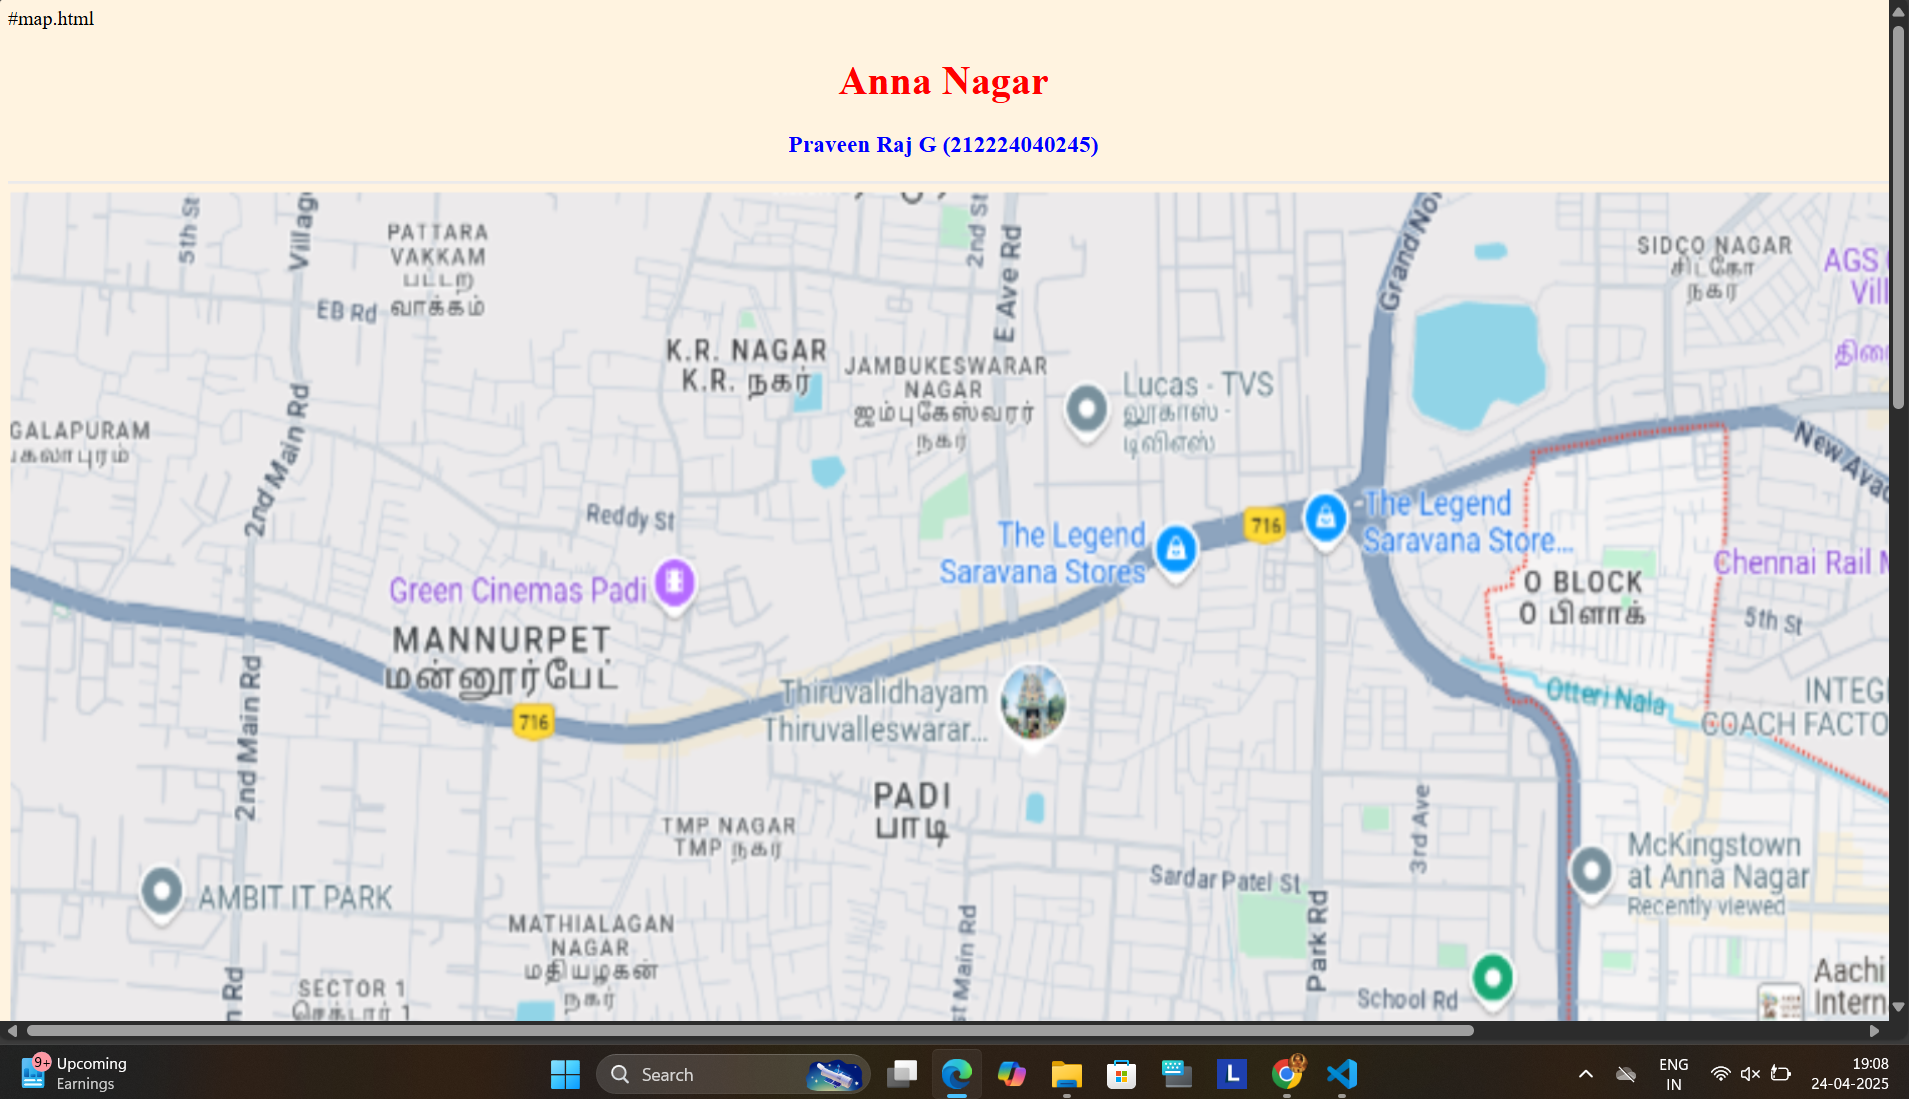 #map.html
Anna Nagar
Praveen Raj G (212224040245)
5th St
Villag
PATTARA
VAKKAM
பட்டற
வாக்கம்
EB Rd
2nd St
E Ave Rd
Grand Nor
SIDCO NAGAR
சிட்கோ
நகர்
AGS
Vill
K.R. NAGAR
K.R. நகர்
JAMBUKESWARAR
NAGAR
ஜம்புகேஸ்வரர்
நகர்
Lucas - TVS
லூகாஸ் -
டிவிஎஸ்
GALAPURAM
2nd Main Rd
New Avad
Reddy St
The Legend
Saravana Stores
716
The Legend
Saravana Store...
Green Cinemas Padi
Chennai Rail M
O BLOCK
O பிளாக்
5th St
MANNURPET
மன்னூர்பேட்
716
2nd Main Rd
Thiruvalidhayam
Thiruvalleswarar...
Otteri Nala
INTEG
COACH FACTO
PADI
பாடி
TMP NAGAR
TMP நகர்
3rd Ave
McKingstown
at Anna Nagar
Recently viewed
AMBIT IT PARK
Sardar Patel St
MATHIALAGAN
NAGAR
மதியழகன்
நகர்
st Main Rd
Park Rd
School Rd
Aachi
Intern
n Rd
SECTOR 1
செக்டார் 1
9+
Upcoming
Earnings
Search
L
ENG
IN
19:08
24-04-2025